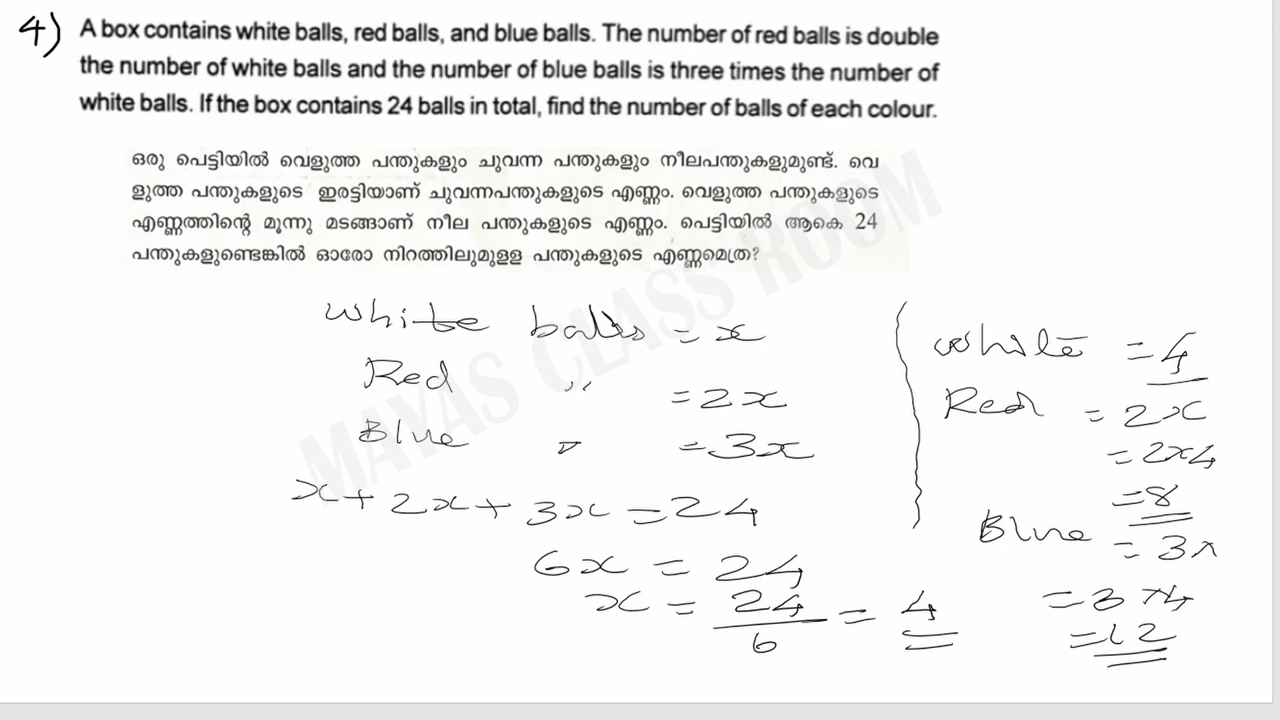 4) A box contains white balls, red balls, and blue balls. The number of red balls is double
the number of white balls and the number of blue balls is three times the number of
white balls. If the box contains 24 balls in total, find the number of balls of each colour.
ഒരു പെട്ടിയിൽ വെളുത്ത പന്തുകളും ചുവന്ന പന്തുകളും നീലപന്തുകളുമുണ്ട്. വെ
ളുത്ത പന്തുകളുടെ ഇരട്ടിയാണ് ചുവന്നപന്തുകളുടെ എണ്ണം. വെളുത്ത പന്തുകളുടെ
എണ്ണത്തിന്റെ മൂന്നു മടങ്ങാണ് നീല പന്തുകളുടെ എണ്ണം. പെട്ടിയിൽ ആകെ 24
പന്തുകളുണ്ടെങ്കിൽ ഓരോ നിറത്തിലുമുളള പന്തുകളുടെ എണ്ണമെത്ര?
MAYAS CLASS ROOM
White balls = x
Red ,, = 2x
Blue " = 3x
x + 2x + 3x = 24
6x = 24
x = 24/6 = 4
White = 4
Red = 2x
= 2x4
= 8
Blue = 3x
= 3x4
= 12